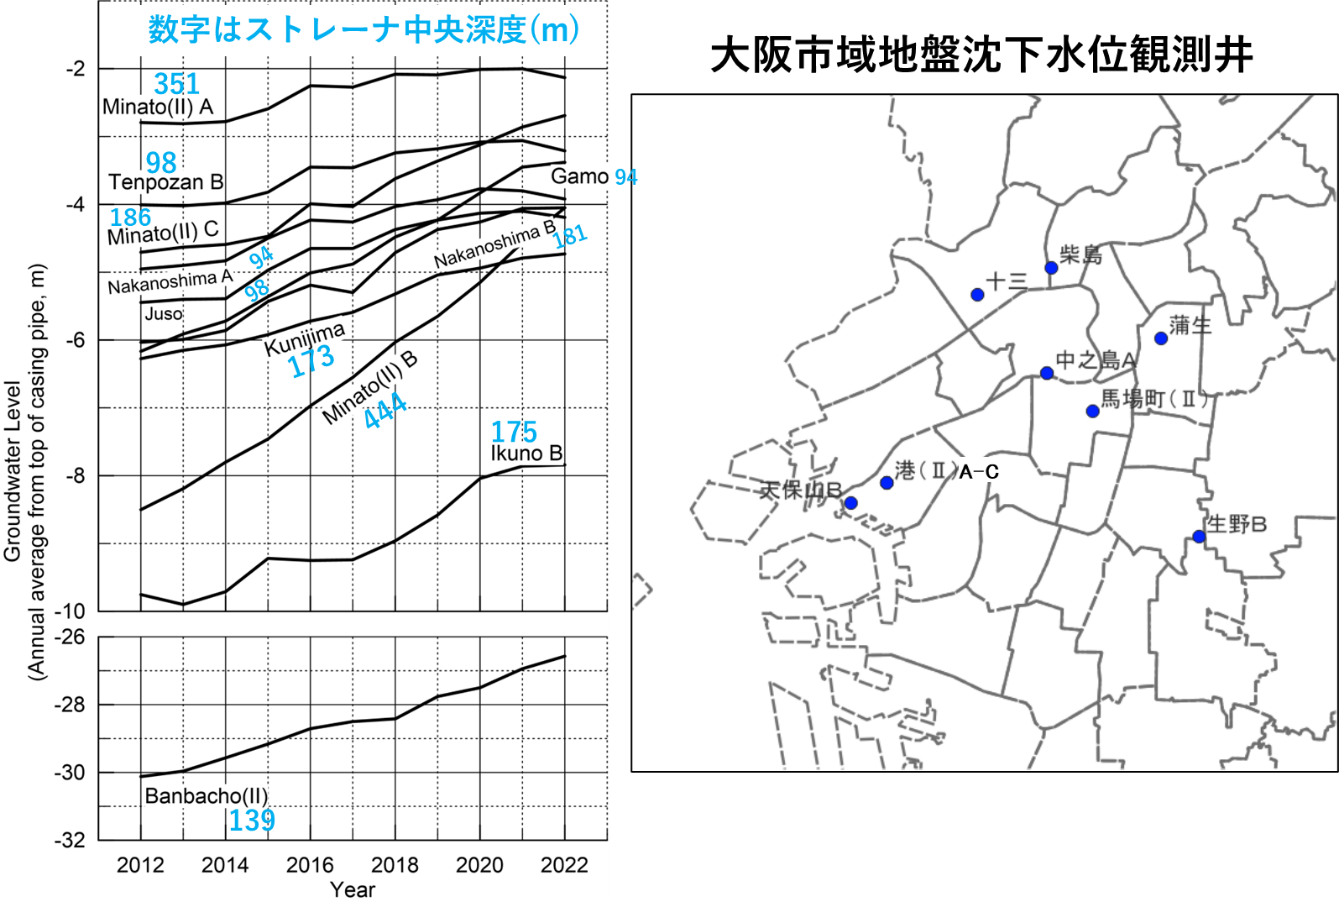 数字はストレーナ中央深度(m)
大阪市域地盤沈下水位観測井
-2
-4
-6
-8
-10
-26
-28
-30
-32
Groundwater Level
(Annual average from top of casing pipe, m)
351
Minato(II) A
98
Tenpozan B
186
Minato(II) C
94
Nakanoshima A
98
Juso
Gamo 94
Nakanoshima B
181
Kunijima
173
Minato(II) B
444
175
Ikuno B
Banbacho(II)
139
2012 2014 2016 2018 2020 2022
Year
柴島
十三
蒲生
中之島A
馬場町(Ⅱ)
港(Ⅱ)A-C
天保山B
生野B